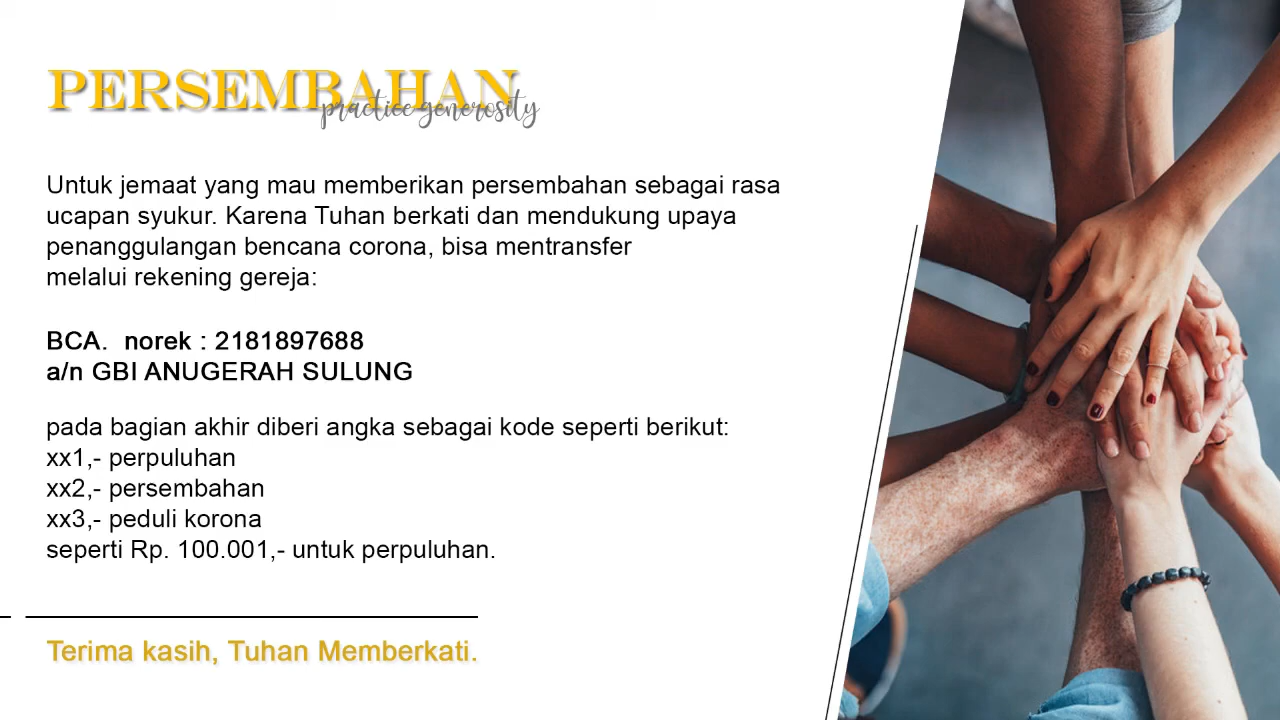 PERSEMBAHAN
practice generosity
Untuk jemaat yang mau memberikan persembahan sebagai rasa
ucapan syukur. Karena Tuhan berkati dan mendukung upaya
penanggulangan bencana corona, bisa mentransfer
melalui rekening gereja:
BCA.  norek : 2181897688
a/n GBI ANUGERAH SULUNG
pada bagian akhir diberi angka sebagai kode seperti berikut:
xx1,- perpuluhan
xx2,- persembahan
xx3,- peduli korona
seperti Rp. 100.001,- untuk perpuluhan.
Terima kasih, Tuhan Memberkati.